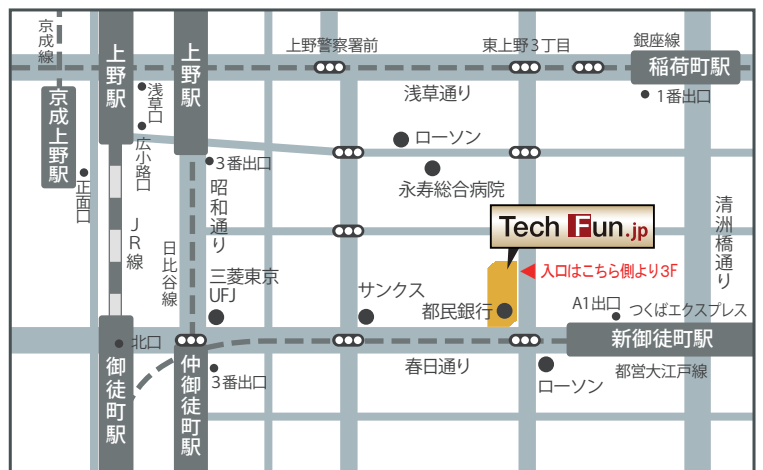 京成線
上野駅
上野駅
上野警察署前
東上野3丁目
銀座線
稲荷町駅
浅草口
浅草通り
1番出口
京成上野駅
広小路口
ローソン
3番出口
永寿総合病院
正面口
昭和通り
清洲橋通り
JR線
Tech Fun.jp
日比谷線
入口はこちら側より3F
三菱東京
UFJ
サンクス
都民銀行
A1出口
つくばエクスプレス
北口
新御徒町駅
御徒町駅
仲御徒町駅
春日通り
都営大江戸線
3番出口
ローソン